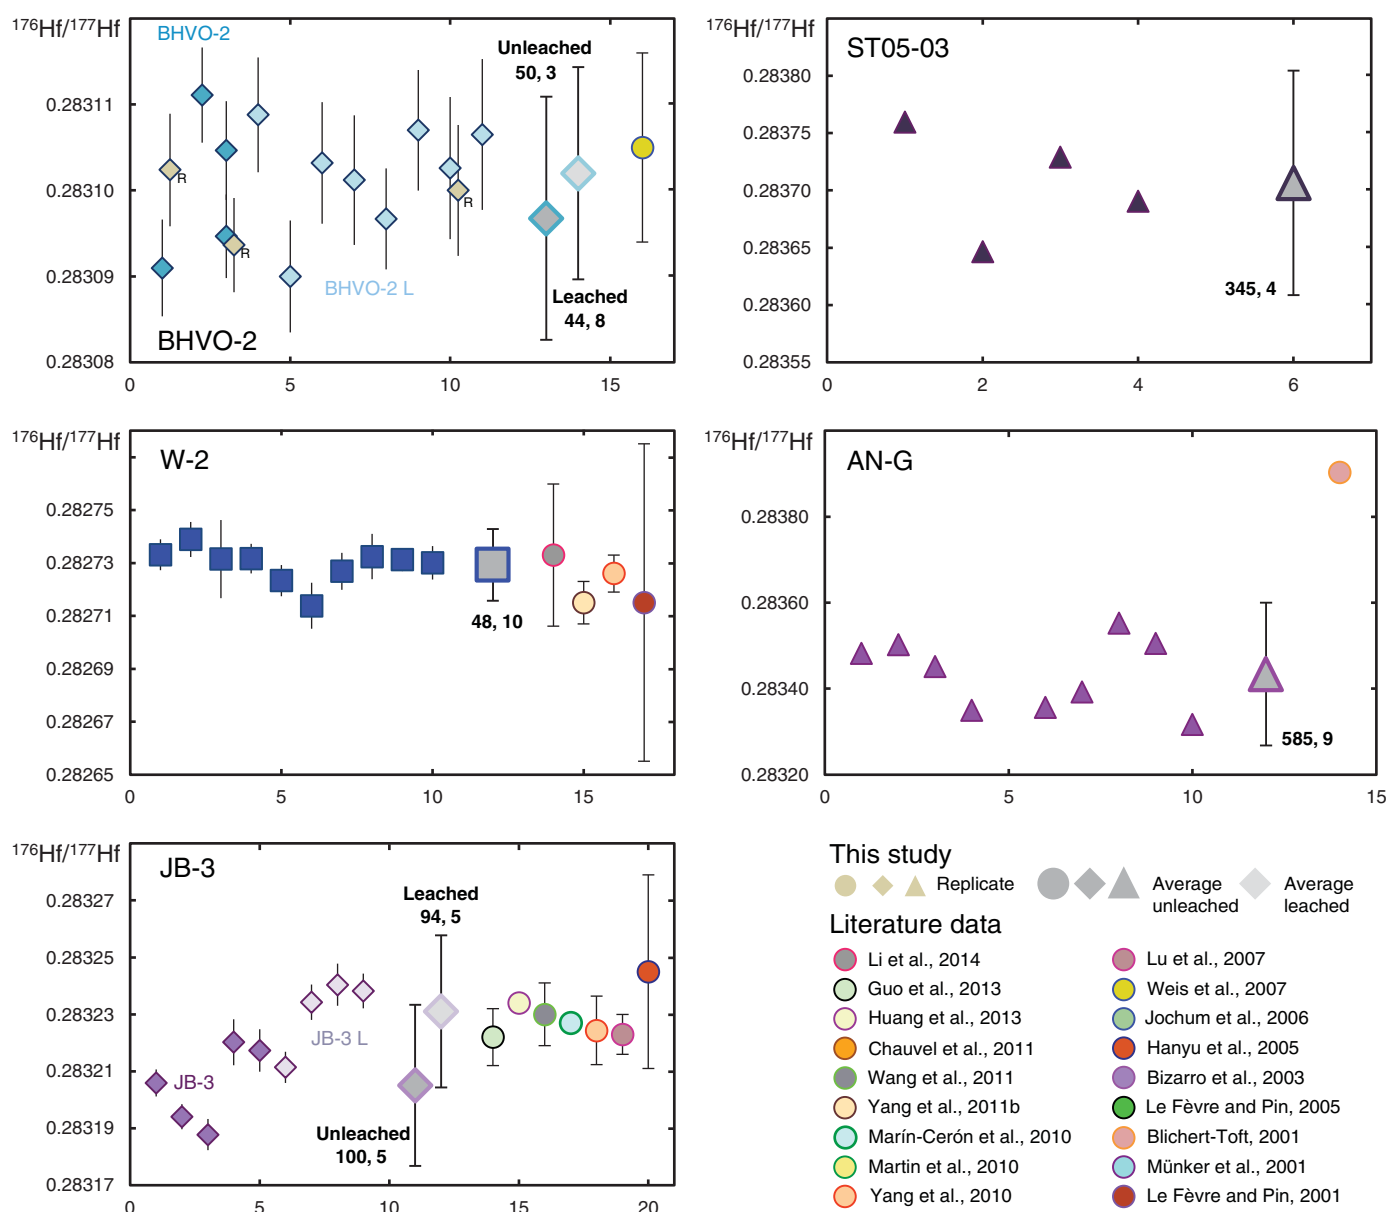 176Hf/177Hf
BHVO-2
Unleached
50, 3
0.28311
R
R
R
0.28310
0.28309
BHVO-2 L
Leached
44, 8
BHVO-2
0.28308
0 5 10 15
176Hf/177Hf
ST05-03
0.28380
0.28375
0.28370
0.28365
0.28360
345, 4
0.28355
0 2 4 6
176Hf/177Hf
W-2
0.28275
0.28273
0.28271
48, 10
0.28269
0.28267
0.28265
0 5 10 15
176Hf/177Hf
AN-G
0.28380
0.28360
0.28340
585, 9
0.28320
0 5 10 15
176Hf/177Hf
JB-3
Leached
94, 5
0.28327
0.28325
0.28323
JB-3 L
0.28321
JB-3
0.28319
Unleached
100, 5
0.28317
0 5 10 15 20
This study
Replicate
Average unleached
Average leached
Literature data
Li et al., 2014
Guo et al., 2013
Huang et al., 2013
Chauvel et al., 2011
Wang et al., 2011
Yang et al., 2011b
Marín-Cerón et al., 2010
Martin et al., 2010
Yang et al., 2010
Lu et al., 2007
Weis et al., 2007
Jochum et al., 2006
Hanyu et al., 2005
Bizarro et al., 2003
Le Fèvre and Pin, 2005
Blichert-Toft, 2001
Münker et al., 2001
Le Fèvre and Pin, 2001